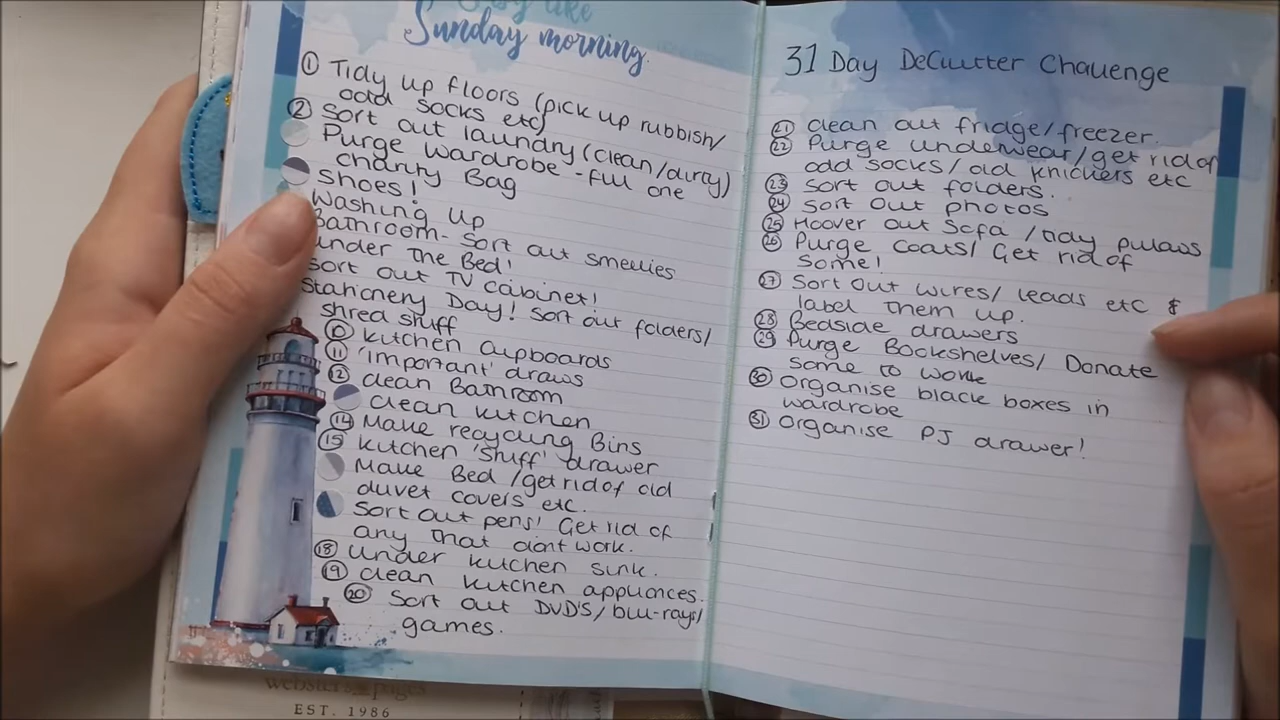 Easy like
Sunday morning.
① Tidy up floors (pick up rubbish/
odd socks etc)
② Sort out laundry (clean/dirty)
Purge wardrobe - fill one
charity Bag
Shoes!
Washing Up
Bathroom - Sort out smellies
under The Bed!
Sort out TV cabinet!
Stationery Day! Sort out folders/
shred stuff
⑩ kitchen cupboards
⑪ 'important' draws
⑫ clean Bathroom
clean kitchen
⑭ Make recycling Bins
⑮ kitchen 'stuff' drawer
Make Bed / get rid of old
duvet covers etc.
Sort out pens! Get rid of
any that dont work.
⑱ under kitchen sink.
⑲ clean kitchen appliances.
⑳ Sort out DVD'S/blu-rays/
games.
webster's pages
EST. 1986
31 Day DeCluttter Challenge
㉑ clean out fridge/freezer.
㉒ Purge underwear/get rid of
odd socks/old knickers etc
㉓ Sort out folders.
㉔ Sort out photos
㉕ Hoover out Sofa /tidy pillows
㉖ Purge coats/ Get rid of
some!
㉗ Sort out wires/ leads etc &
label them up.
㉘ Bedside drawers
㉙ Purge Bookshelves/ Donate
some to work
㉚ organise black boxes in
wardrobe
㉛ organise PJ drawer!